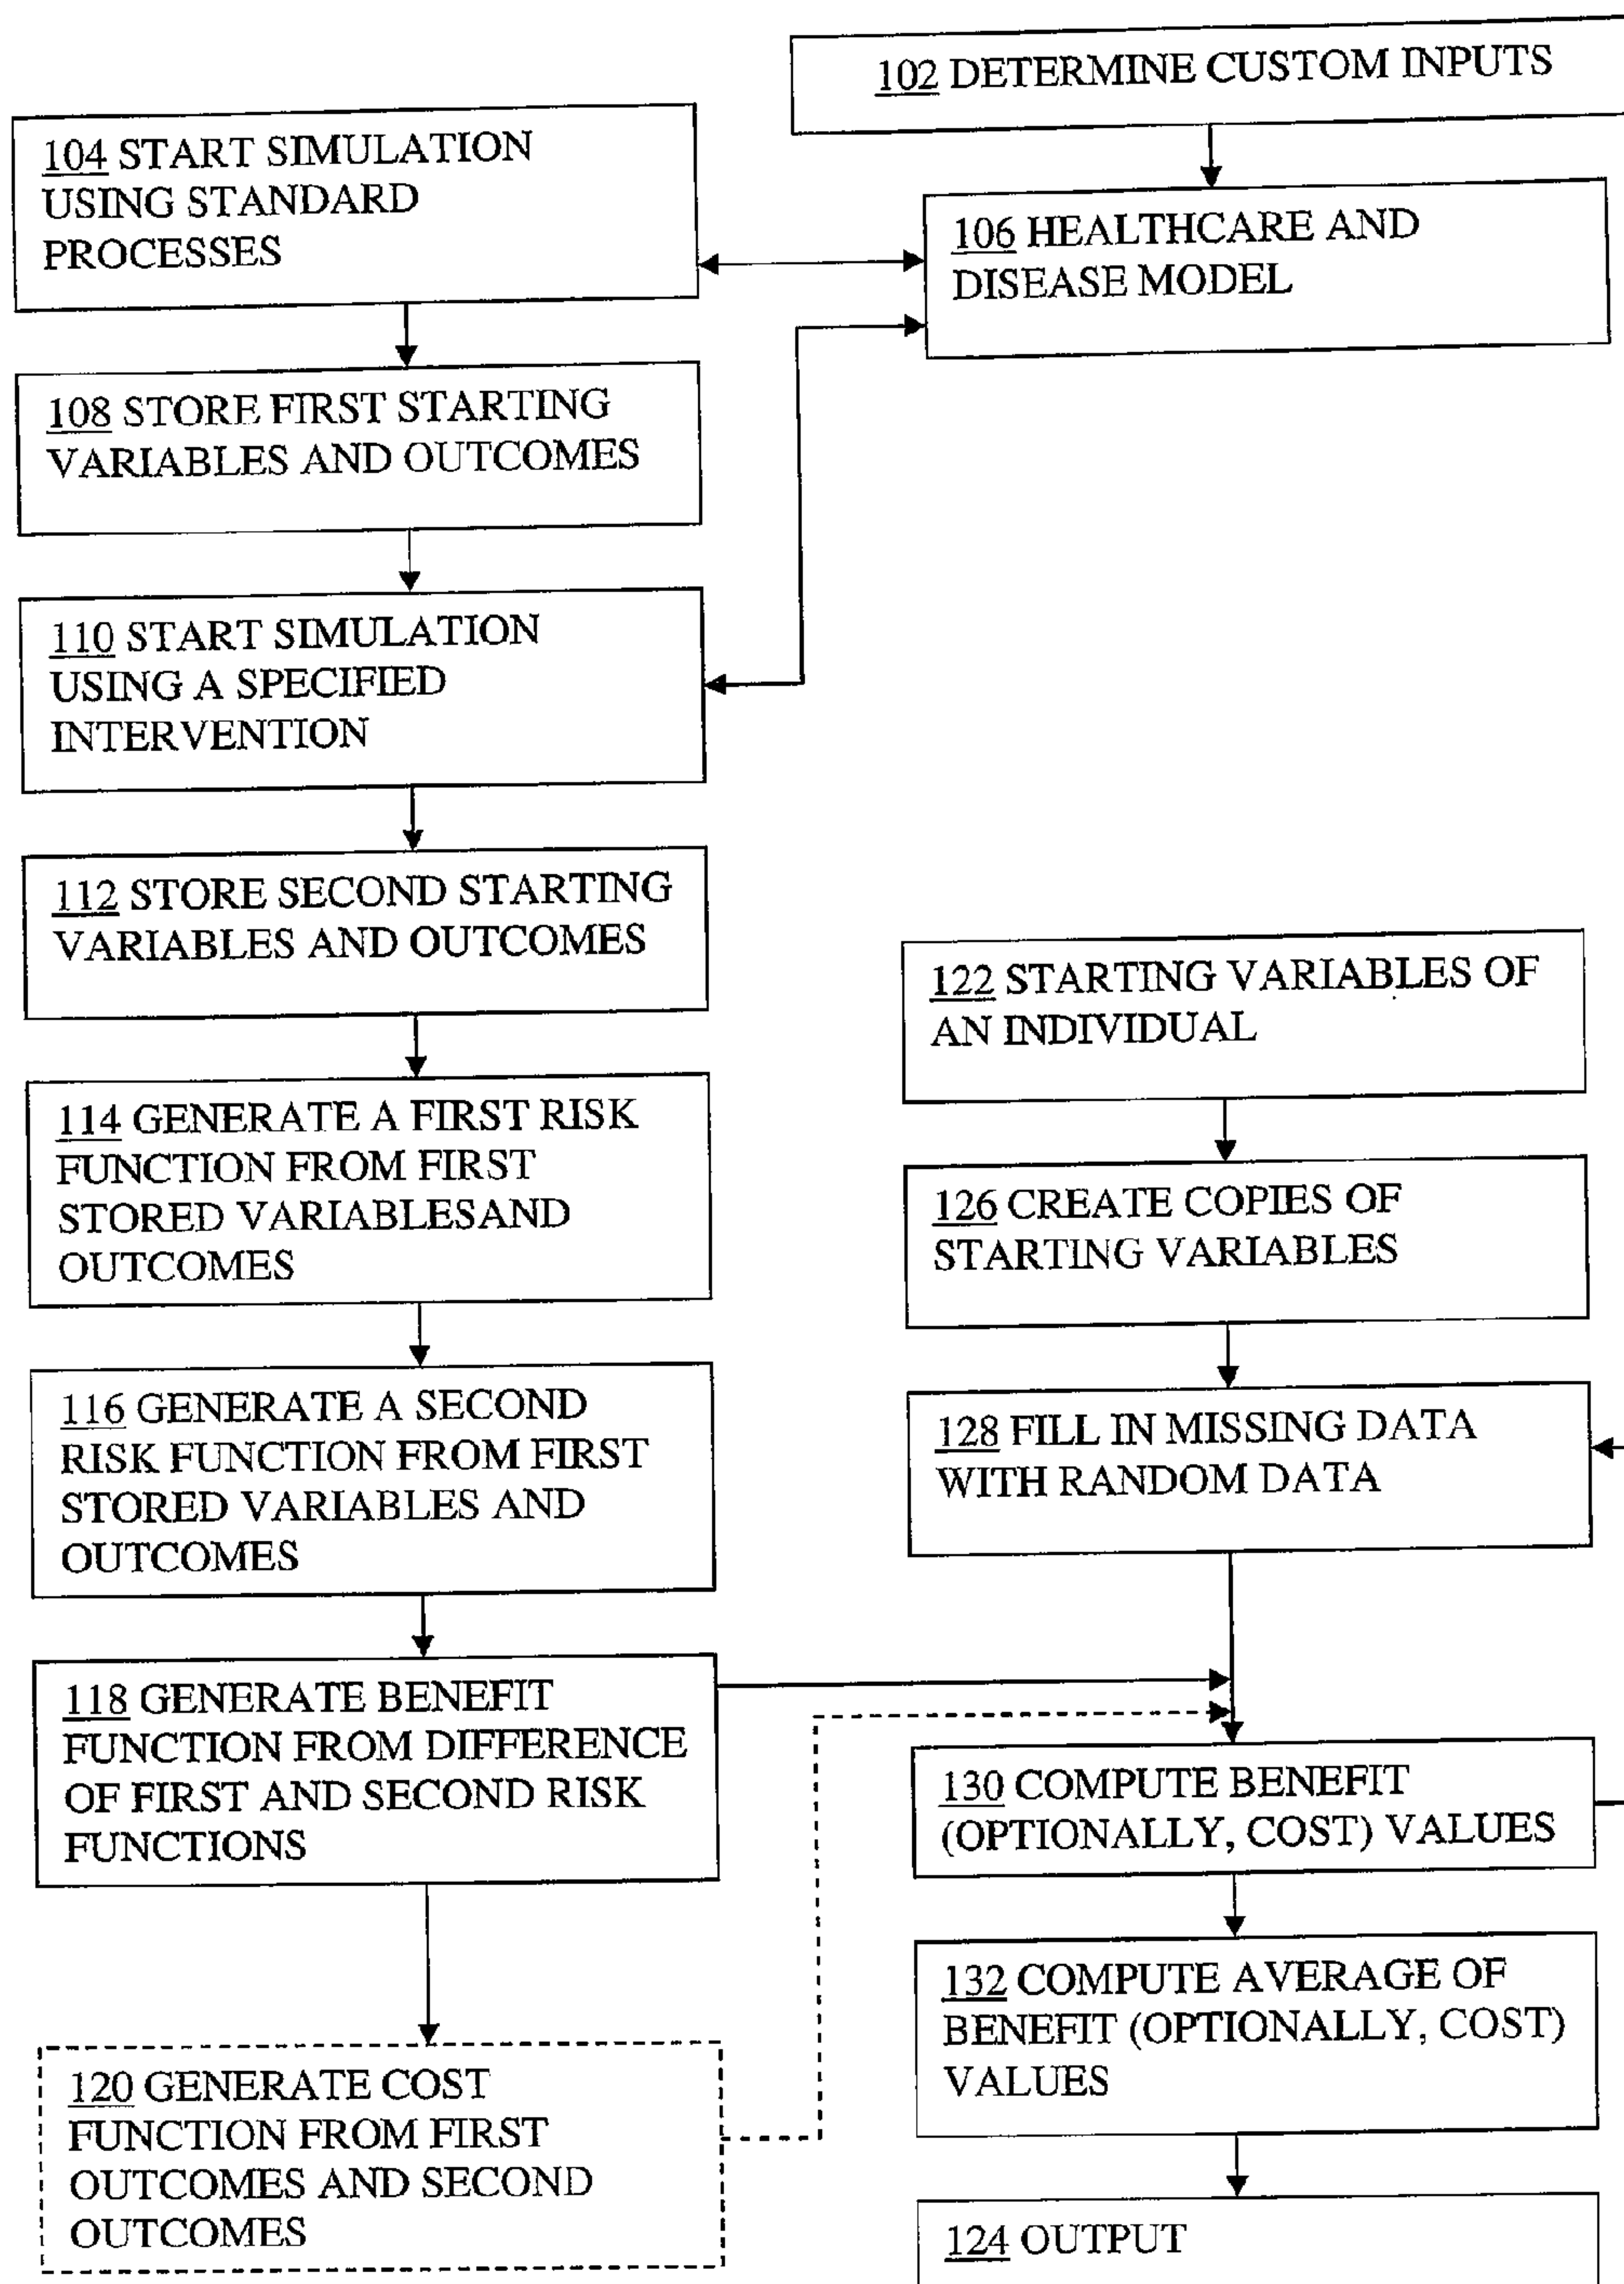 102 DETERMINE CUSTOM INPUTS
104 START SIMULATION
USING STANDARD
PROCESSES
106 HEALTHCARE AND
DISEASE MODEL
108 STORE FIRST STARTING
VARIABLES AND OUTCOMES
110 START SIMULATION
USING A SPECIFIED
INTERVENTION
112 STORE SECOND STARTING
VARIABLES AND OUTCOMES
114 GENERATE A FIRST RISK
FUNCTION FROM FIRST
STORED VARIABLESAND
OUTCOMES
116 GENERATE A SECOND
RISK FUNCTION FROM FIRST
STORED VARIABLES AND
OUTCOMES
118 GENERATE BENEFIT
FUNCTION FROM DIFFERENCE
OF FIRST AND SECOND RISK
FUNCTIONS
120 GENERATE COST
FUNCTION FROM FIRST
OUTCOMES AND SECOND
OUTCOMES
122 STARTING VARIABLES OF
AN INDIVIDUAL
126 CREATE COPIES OF
STARTING VARIABLES
128 FILL IN MISSING DATA
WITH RANDOM DATA
130 COMPUTE BENEFIT
(OPTIONALLY, COST) VALUES
132 COMPUTE AVERAGE OF
BENEFIT (OPTIONALLY, COST)
VALUES
124 OUTPUT